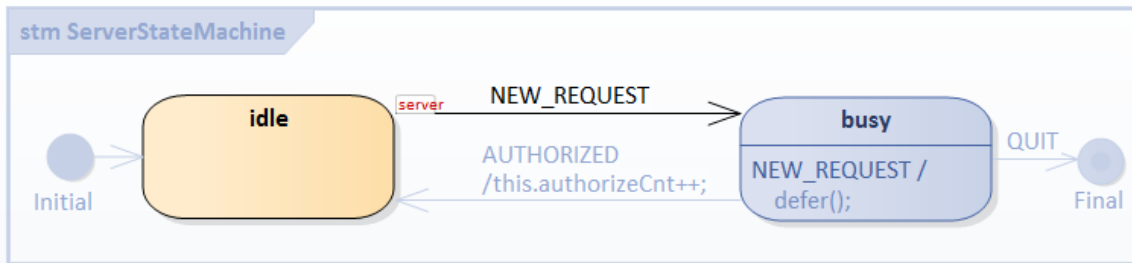 stm ServerStateMachine
idle
server
NEW_REQUEST
busy
AUTHORIZED
/this.authorizeCnt++;
NEW_REQUEST /
defer();
QUIT
Initial
Final